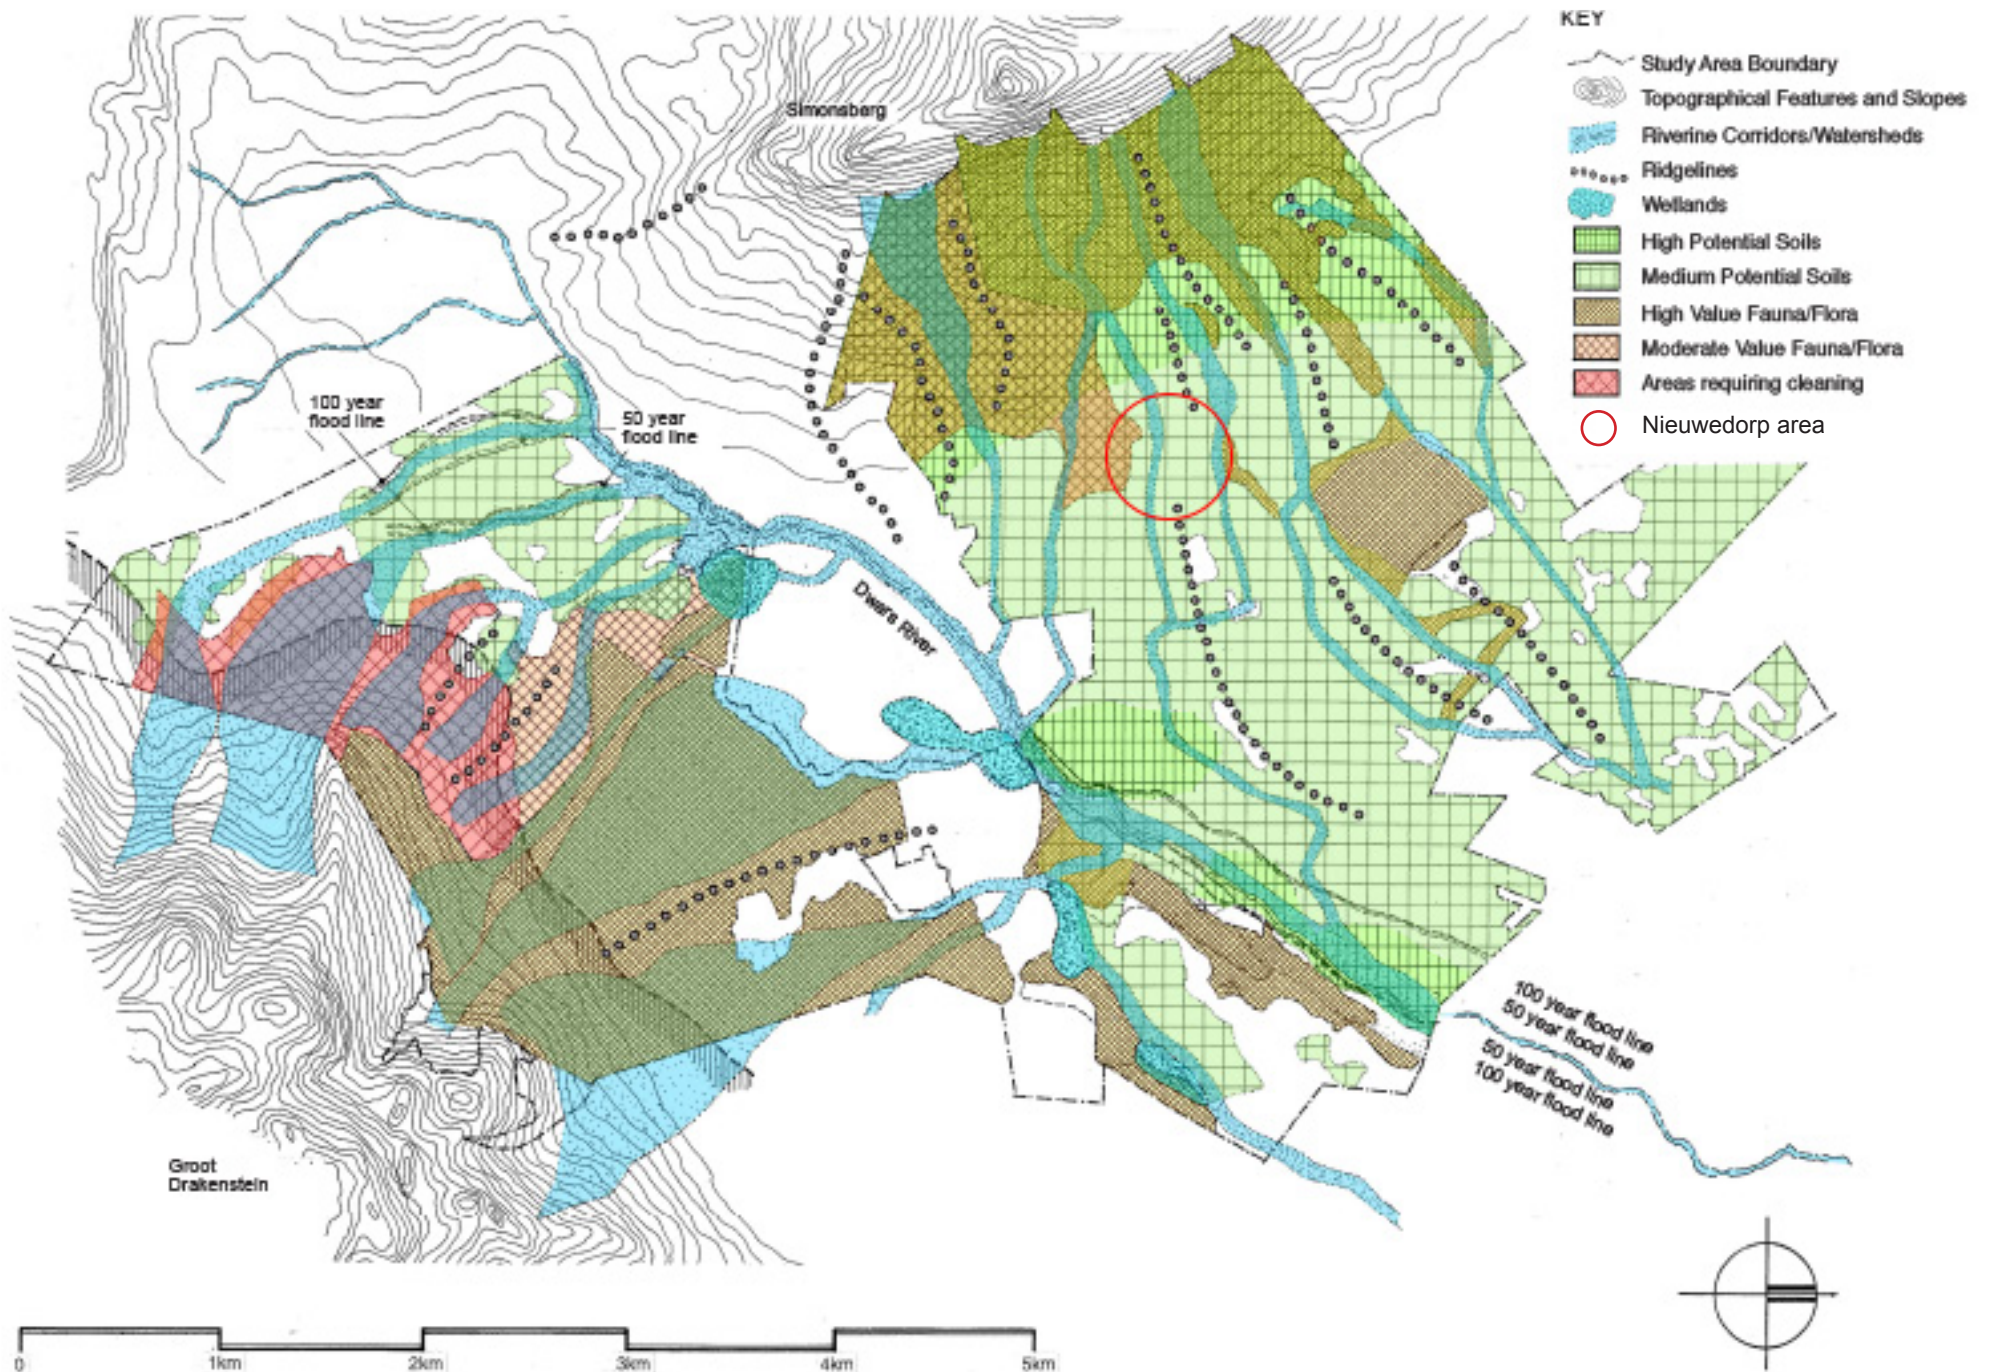 KEY
Study Area Boundary
Topographical Features and Slopes
Riverine Corridors/Watersheds
Ridgelines
Wetlands
High Potential Soils
Medium Potential Soils
High Value Fauna/Flora
Moderate Value Fauna/Flora
Areas requiring cleaning
Nieuwedorp area
Simonsberg
100 year
flood line
50 year
flood line
Dwars River
100 year flood line
50 year flood line
50 year flood line
100 year flood line
Groot
Drakenstein
0
1km
2km
3km
4km
5km